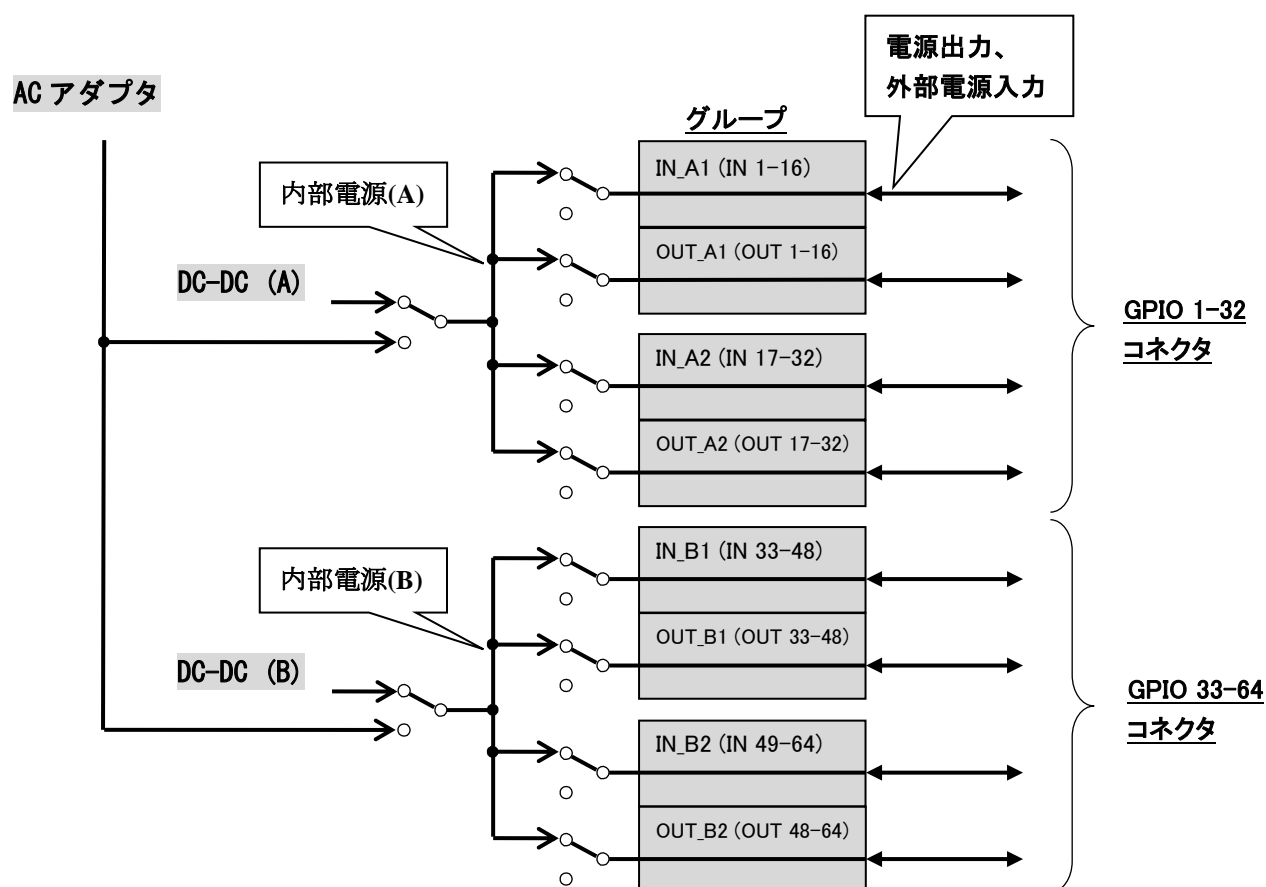 電源出力、
外部電源入力
AC アダプタ
グループ
IN_A1 (IN 1-16)
内部電源(A)
OUT_A1 (OUT 1-16)
DC-DC (A)
GPIO 1-32
コネクタ
IN_A2 (IN 17-32)
OUT_A2 (OUT 17-32)
IN_B1 (IN 33-48)
内部電源(B)
OUT_B1 (OUT 33-48)
DC-DC (B)
GPIO 33-64
コネクタ
IN_B2 (IN 49-64)
OUT_B2 (OUT 48-64)